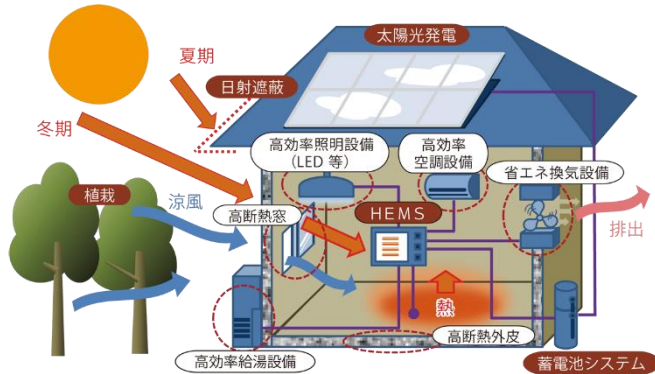 太陽光発電
夏期
日射遮蔽
冬期
高効率照明設備
（LED 等）
高効率
空調設備
省エネ換気設備
植栽
涼風
高断熱窓
HEMS
排出
熱
高断熱外皮
高効率給湯設備
蓄電池システム